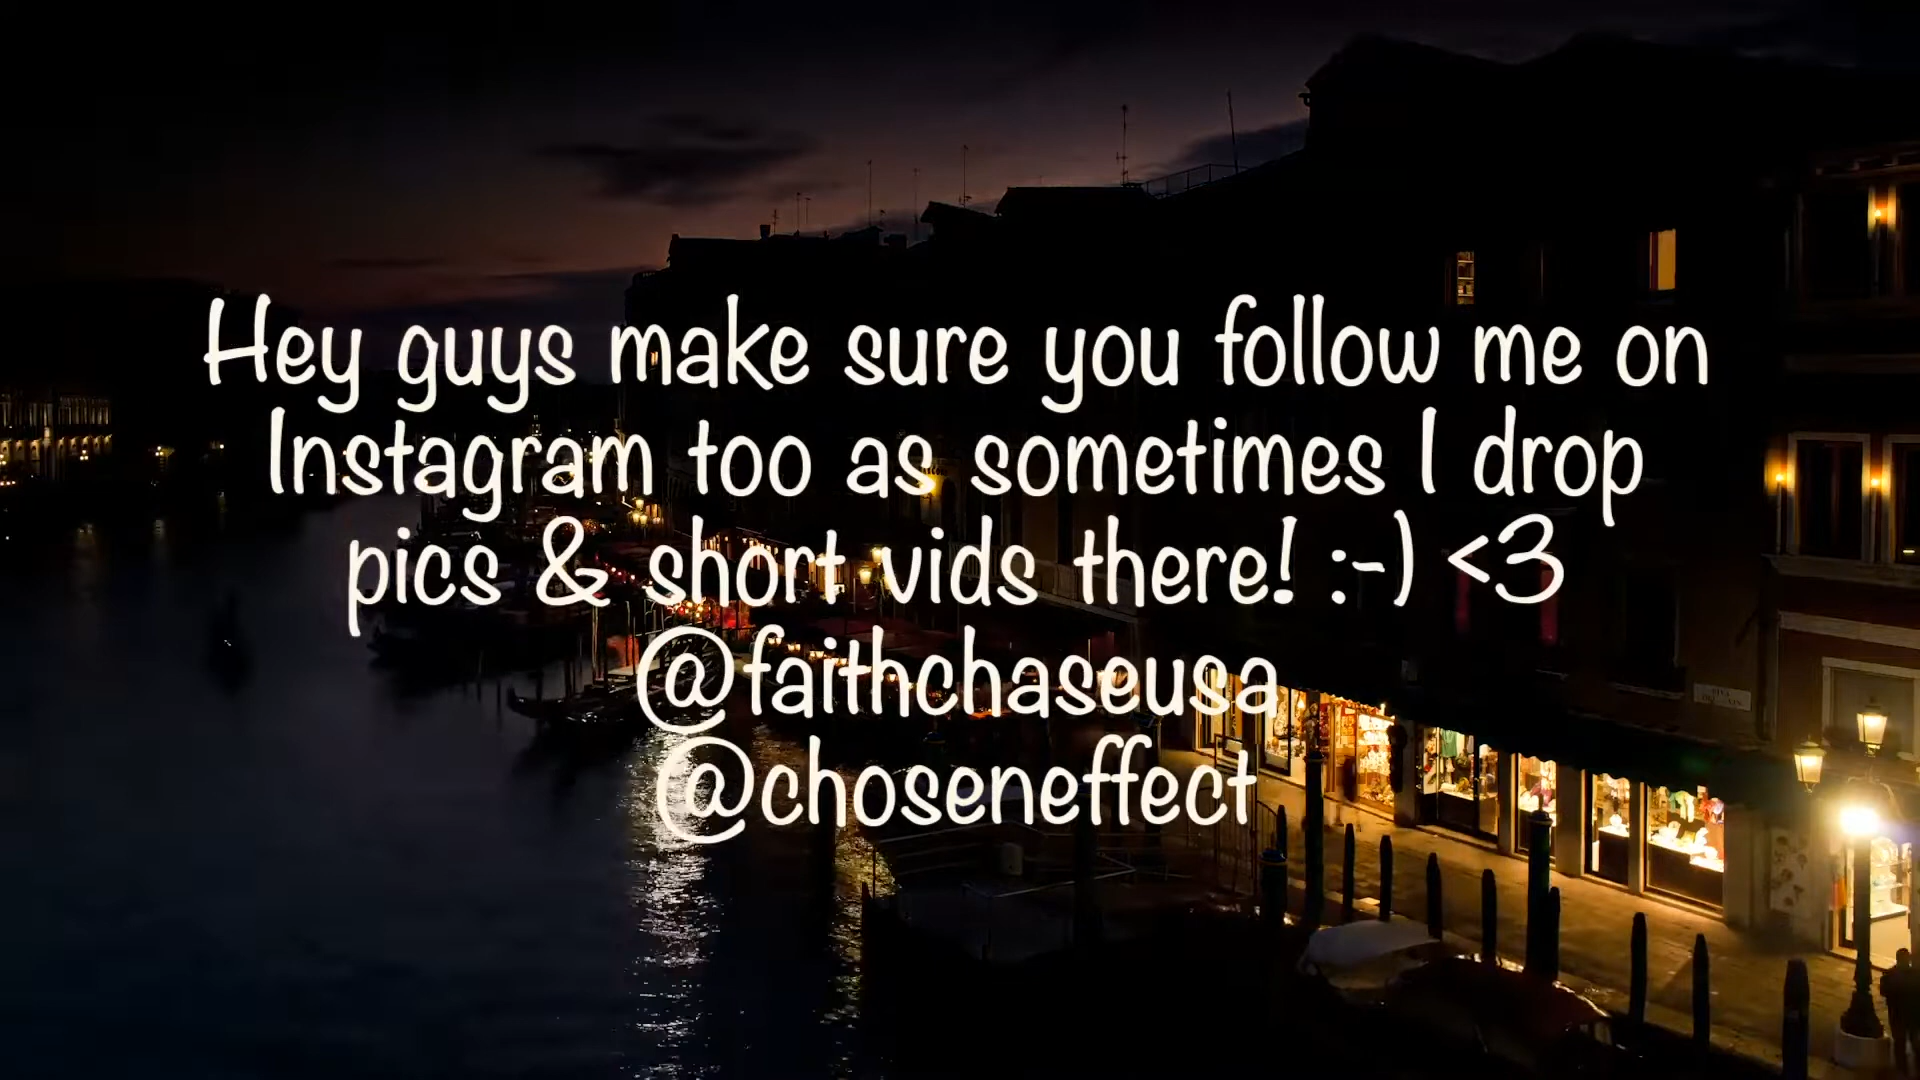 Hey guys make sure you follow me on
Instagram too as sometimes I drop
pics & short vids there! :-) <3
@faithchaseusa
@choseneffect